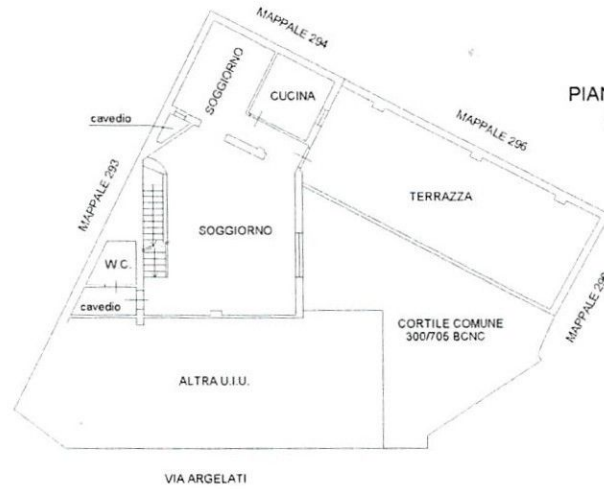 MAPPALE 294
SOGGIORNO
CUCINA
PIAN
cavedio
MAPPALE 296
MAPPALE 293
TERRAZZA
SOGGIORNO
W.C.
cavedio
CORTILE COMUNE
300/705 BCNC
ALTRA U.I.U.
VIA ARGELATI